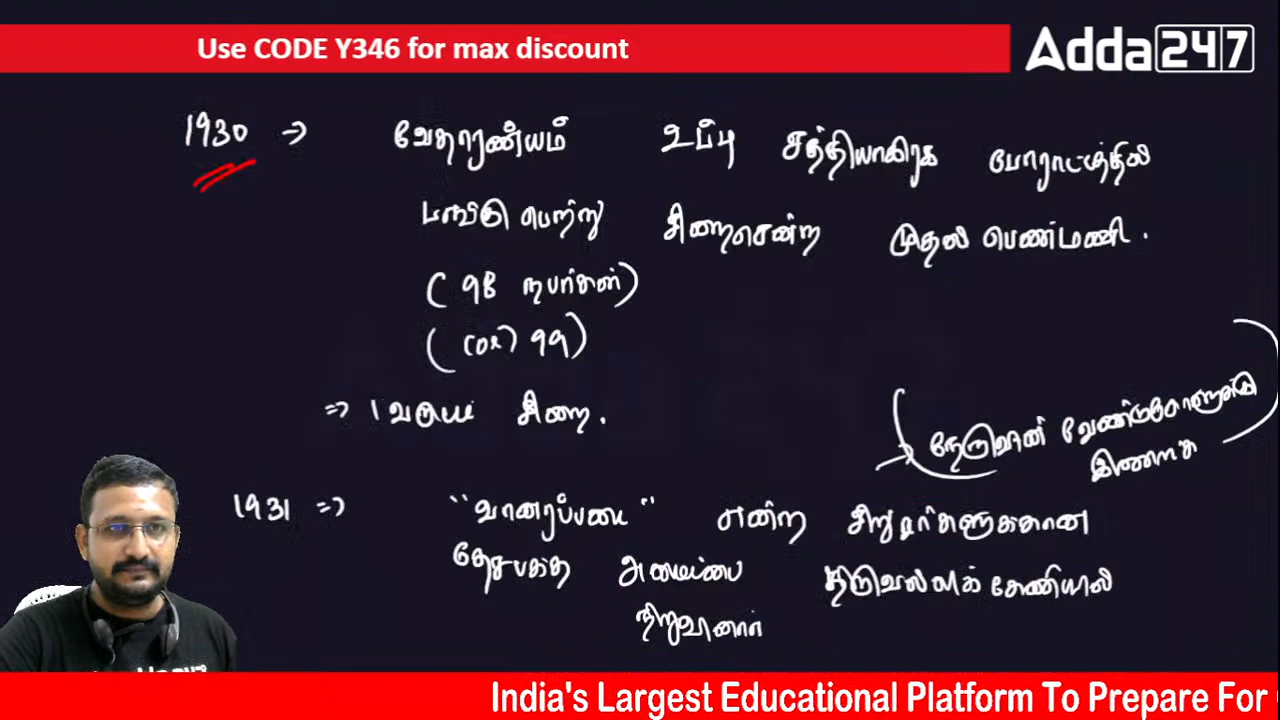 Use CODE Y346 for max discount
Adda247
1930 => வேதாரண்யம் உப்பு சத்தியாகிரக போராட்டத்தில்
பங்கு பெற்று சிறைசென்ற முதல் பெண்மணி.
(98 நபர்கள்)
(or) 99)
=> 1 வருடம் சிறை.
நேருவின் வேண்டுகோளுக்கு
இணங்க
1931 => "வானரப்படை" என்ற சிறுவர்களுக்கான
தேசபக்த அமைப்பை திருவல்லிக்கேணியில்
நிறுவினார்
India's Largest Educational Platform To Prepare For